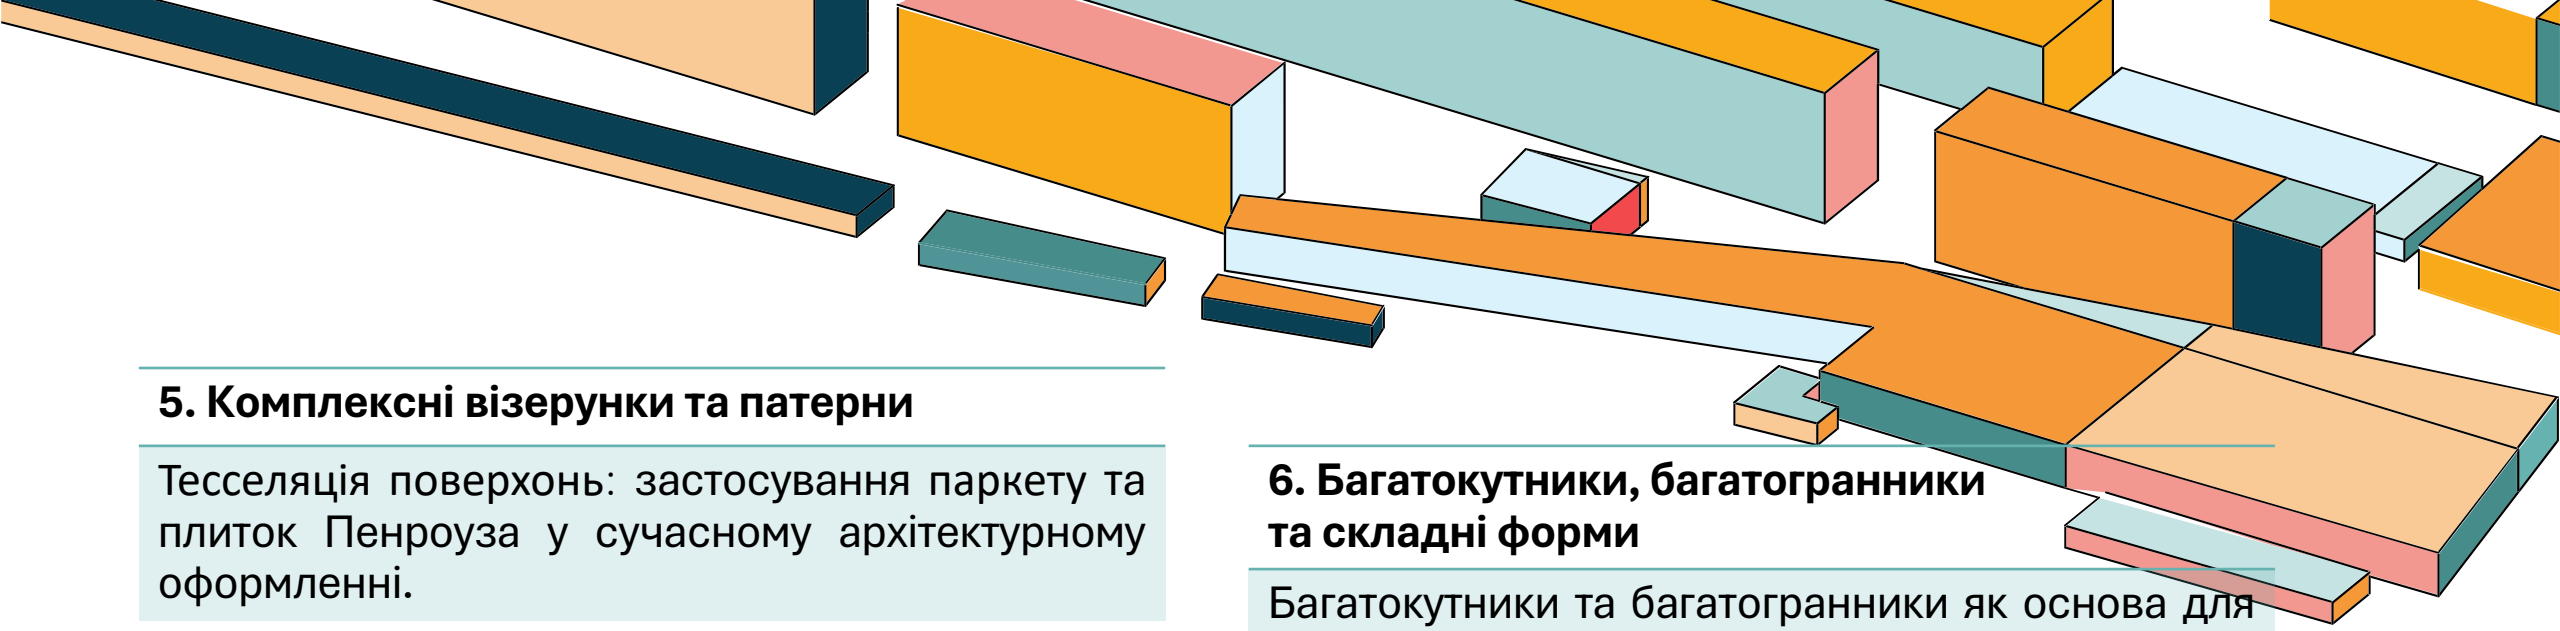 5. Комплексні візерунки та патерни
Тесселяція поверхонь: застосування паркету та
плиток Пенроуза у сучасному архітектурному
оформленні.
6. Багатокутники, багатогранники
та складні форми
Багатокутники та багатогранники як основа для